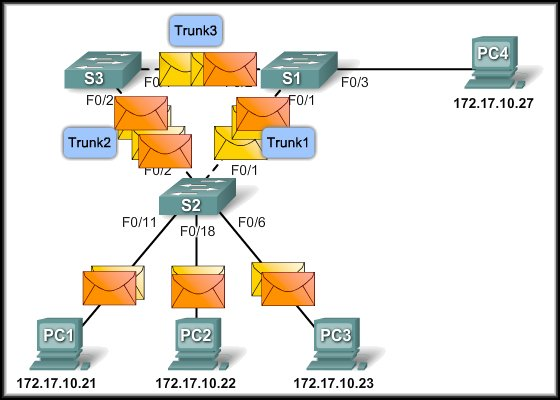 Trunk3
S3
S1
PC4
F0/2
F0/3
172.17.10.27
F0/1
Trunk2
Trunk1
F0/2
F0/1
S2
F0/11
F0/18
F0/6
PC1
PC2
PC3
172.17.10.21
172.17.10.22
172.17.10.23